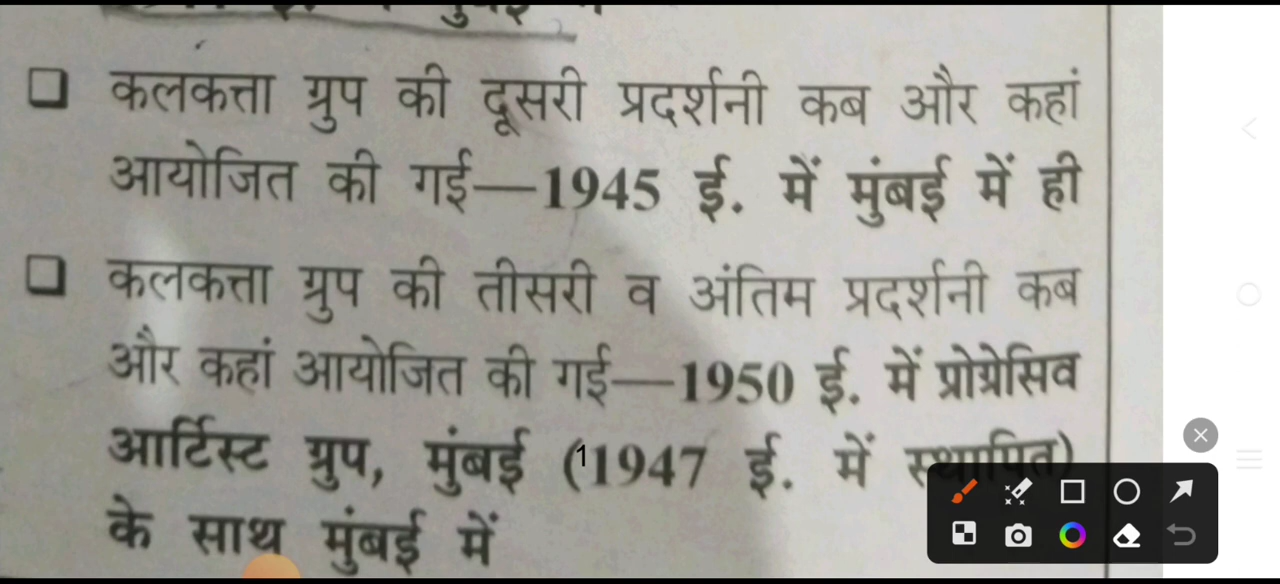 कलकत्ता ग्रुप की दूसरी प्रदर्शनी कब और कहां
आयोजित की गई—1945 ई. में मुंबई में ही
कलकत्ता ग्रुप की तीसरी व अंतिम प्रदर्शनी कब
और कहां आयोजित की गई—1950 ई. में प्रोग्रेसिव
आर्टिस्ट ग्रुप, मुंबई (1947 ई. में स्थापित)
के साथ मुंबई में